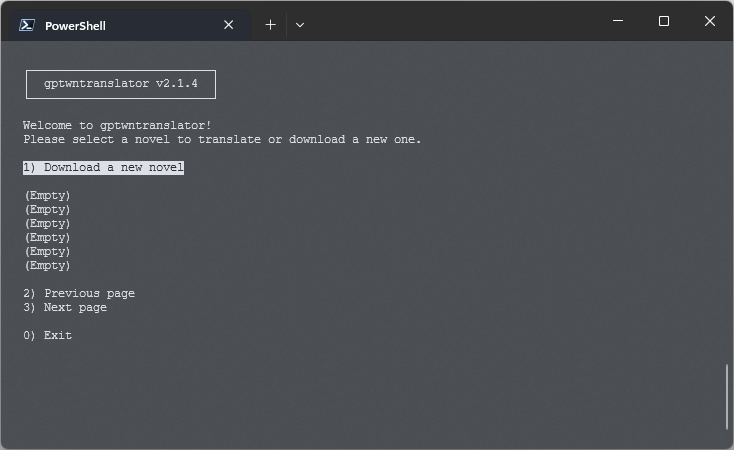 PowerShell
gptwntranslator v2.1.4
Welcome to gptwntranslator!
Please select a novel to translate or download a new one.
1) Download a new novel
(Empty)
(Empty)
(Empty)
(Empty)
(Empty)
(Empty)
2) Previous page
3) Next page
0) Exit